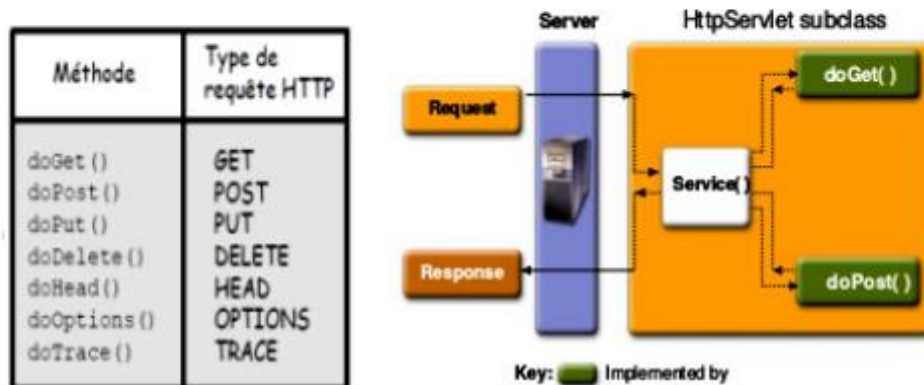 Méthode
Type de
requête HTTP
doGet()
GET
doPost()
POST
doPut()
PUT
doDelete()
DELETE
doHead()
HEAD
doOptions()
OPTIONS
doTrace()
TRACE
Server
HttpServlet subclass
Request
doGet( )
Service( )
Response
doPost( )
Key: Implemented by